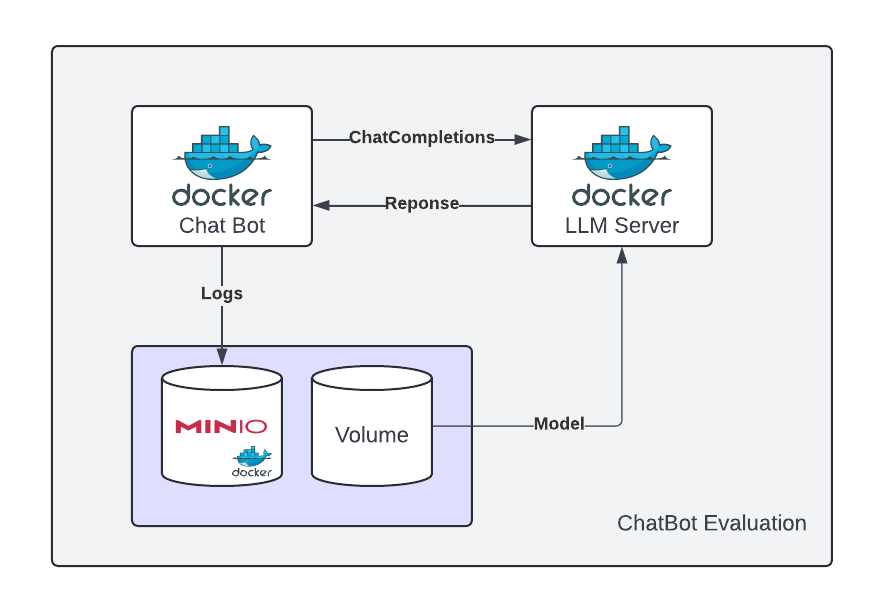 ChatCompletions
docker
Chat Bot
docker
LLM Server
Reponse
Logs
MINIO
docker
Volume
Model
ChatBot Evaluation